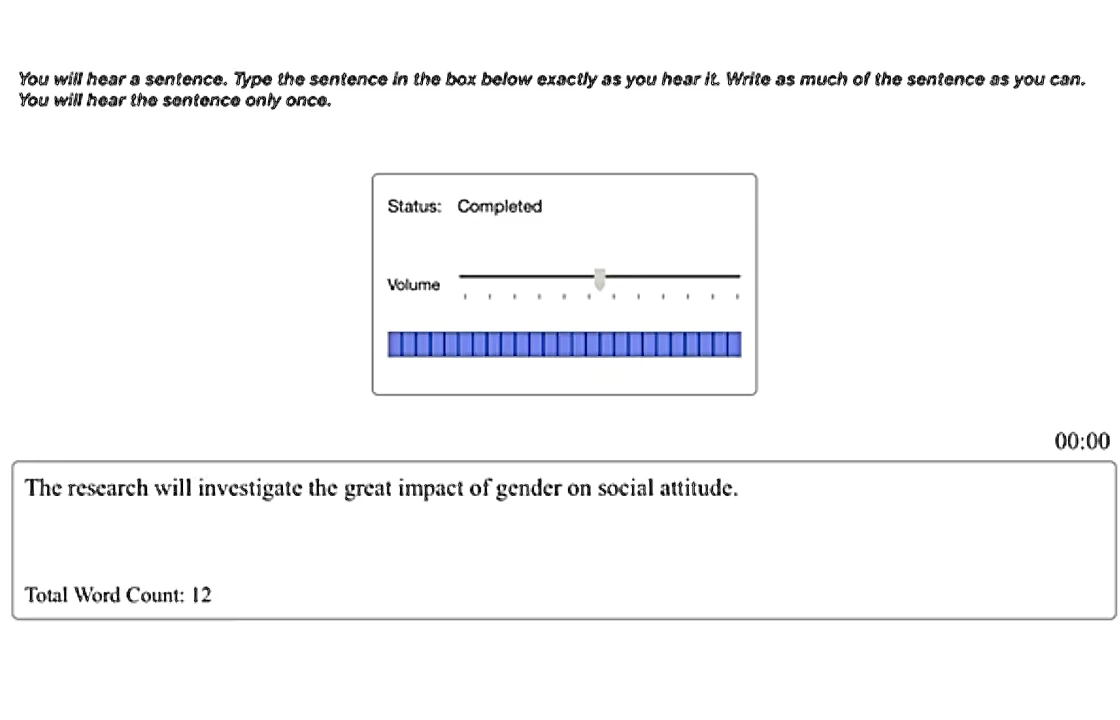 You will hear a sentence. Type the sentence in the box below exactly as you hear it. Write as much of the sentence as you can.
You will hear the sentence only once.
Status: Completed
Volume
00:00
The research will investigate the great impact of gender on social attitude.
Total Word Count: 12